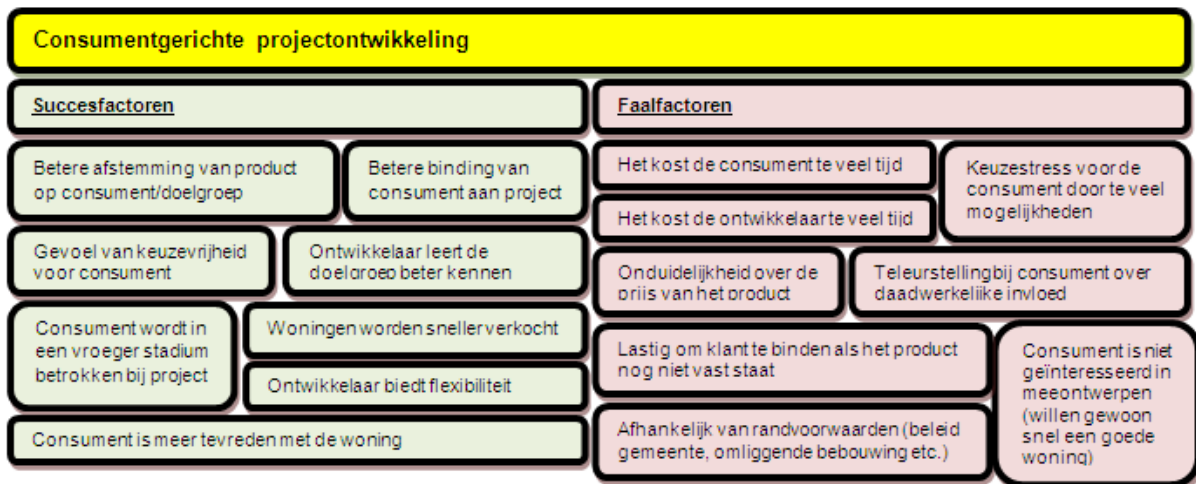 Consumentgerichte projectontwikkeling
Succesfactoren
Betere afstemming van product
op consument/doelgroep
Betere binding van
consument aan project
Gevoel van keuzevrijheid
voor consument
Ontwikkelaar leert de
doelgroep beter kennen
Consument wordt in
een vroeger stadium
betrokken bij project
Woningen worden sneller verkocht
Ontwikkelaar biedt flexibiliteit
Consument is meer tevreden met de woning
Faalfactoren
Het kost de consument te veel tijd
Het kost de ontwikkelaar te veel tijd
Keuzestress voor de
consument door te veel
mogelijkheden
Onduidelijkheid over de
prijs van het product
Teleurstelling bij consument over
daadwerkelijke invloed
Lastig om klant te binden als het product
nog niet vast staat
Afhankelijk van randvoorwaarden (beleid
gemeente, omliggende bebouwing etc.)
Consument is niet
geïnteresseerd in
meeontwerpen
(willen gewoon
snel een goede
woning)